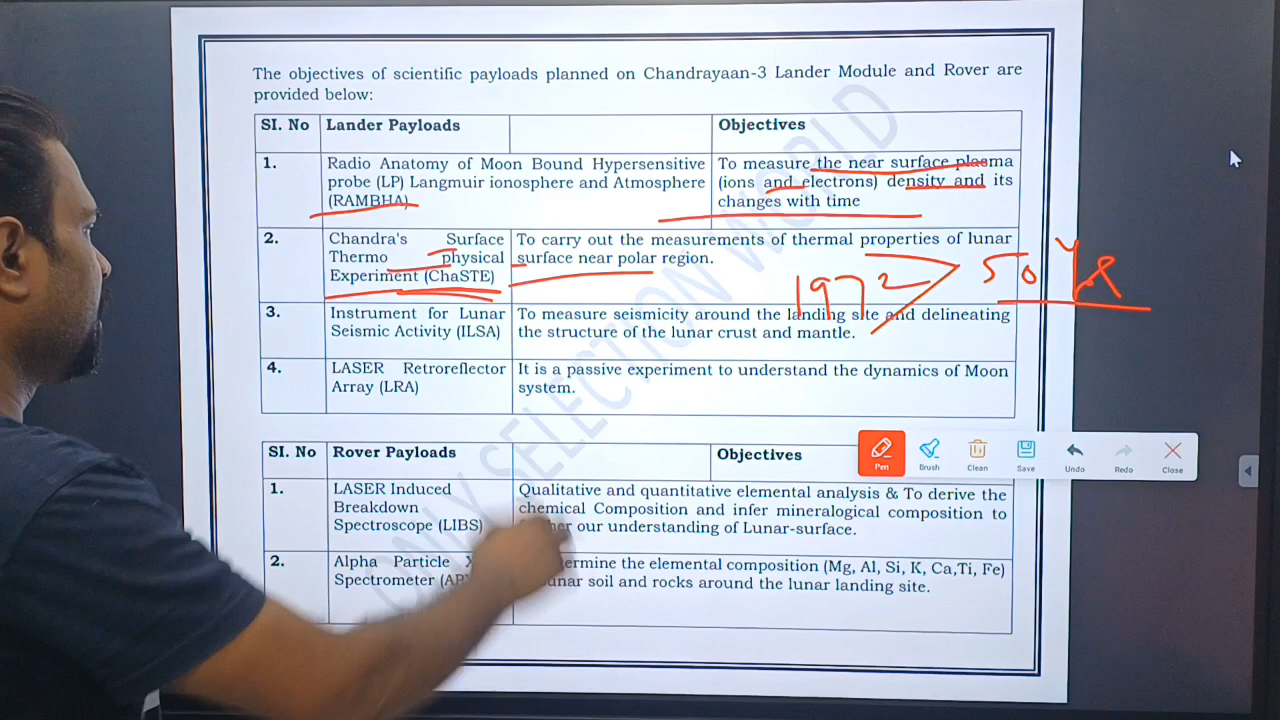 The objectives of scientific payloads planned on Chandrayaan-3 Lander Module and Rover are
provided below:
SI. No Lander Payloads Objectives
1. Radio Anatomy of Moon Bound Hypersensitive
probe (LP) Langmuir ionosphere and Atmosphere
(RAMBHA)
To measure the near surface plasma
(ions and electrons) density and its
changes with time
2. Chandra's Surface
Thermo physical
Experiment (ChaSTE)
To carry out the measurements of thermal properties of lunar
surface near polar region.
1972 50 Yrs
3. Instrument for Lunar
Seismic Activity (ILSA)
To measure seismicity around the landing site and delineating
the structure of the lunar crust and mantle.
4. LASER Retroreflector
Array (LRA)
It is a passive experiment to understand the dynamics of Moon
system.
SI. No Rover Payloads Objectives
1. LASER Induced
Breakdown
Spectroscope (LIBS)
Qualitative and quantitative elemental analysis & To derive the
chemical Composition and infer mineralogical composition to
our understanding of Lunar-surface.
2. Alpha Particle
Spectrometer
the elemental composition (Mg, Al, Si, K, Ca,Ti, Fe)
soil and rocks around the lunar landing site.
ONLY SELECTION WORLD
Pen Brush Clean Save Undo Redo Close